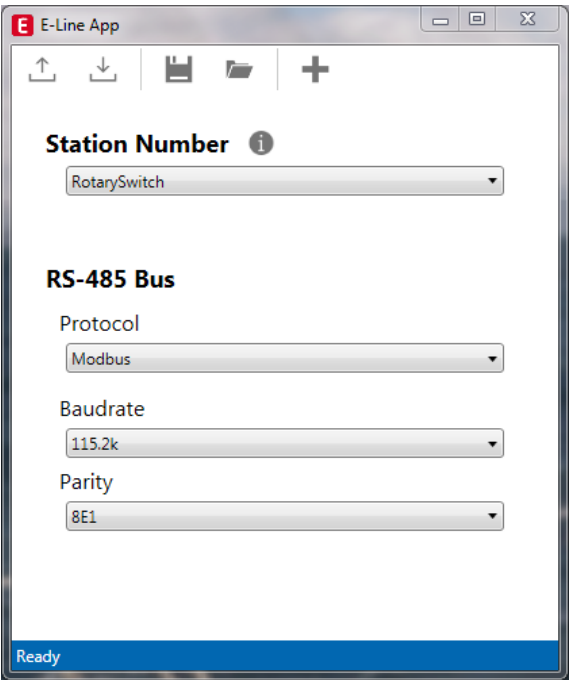 E E-Line App
Station Number i
RotarySwitch
RS-485 Bus
Protocol
Modbus
Baudrate
115.2k
Parity
8E1
Ready